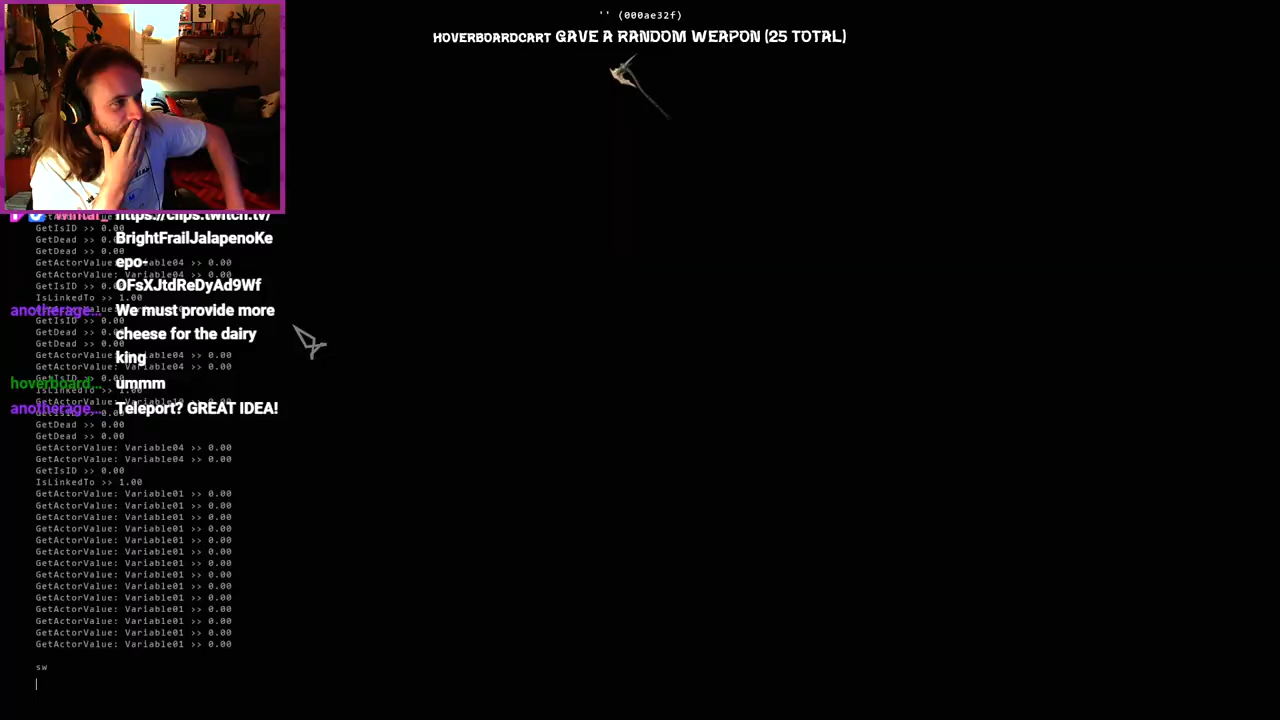 '' (000ae32f)
HOVERBOARDCART GAVE A RANDOM WEAPON (25 TOTAL)
https://clips.twitch.tv/
GetIsID >> 0.00
BrightFrailJalapenoKe
GetDead >> 0.00
GetDead >> 0.00
epo-
GetActorValue: Variable04 >> 0.00
GetActorValue: Variable04 >> 0.00
OFsXJtdReDyAd9Wf
IsLinkedTo >> 1.00
anotherage... We must provide more
GetIsID >> 0.00
cheese for the dairy
GetDead >> 0.00
GetDead >> 0.00
king
GetActorValue: Variable04 >> 0.00
GetActorValue: Variable04 >> 0.00
hoverboard... ummm
IsLinkedTo >> 1.00
anotherage... Teleport? GREAT IDEA!
GetDead >> 0.00
GetDead >> 0.00
GetActorValue: Variable04 >> 0.00
GetActorValue: Variable04 >> 0.00
GetIsID >> 0.00
IsLinkedTo >> 1.00
GetActorValue: Variable01 >> 0.00
GetActorValue: Variable01 >> 0.00
GetActorValue: Variable01 >> 0.00
GetActorValue: Variable01 >> 0.00
GetActorValue: Variable01 >> 0.00
GetActorValue: Variable01 >> 0.00
GetActorValue: Variable01 >> 0.00
GetActorValue: Variable01 >> 0.00
GetActorValue: Variable01 >> 0.00
GetActorValue: Variable01 >> 0.00
GetActorValue: Variable01 >> 0.00
GetActorValue: Variable01 >> 0.00
GetActorValue: Variable01 >> 0.00
GetActorValue: Variable01 >> 0.00
sw